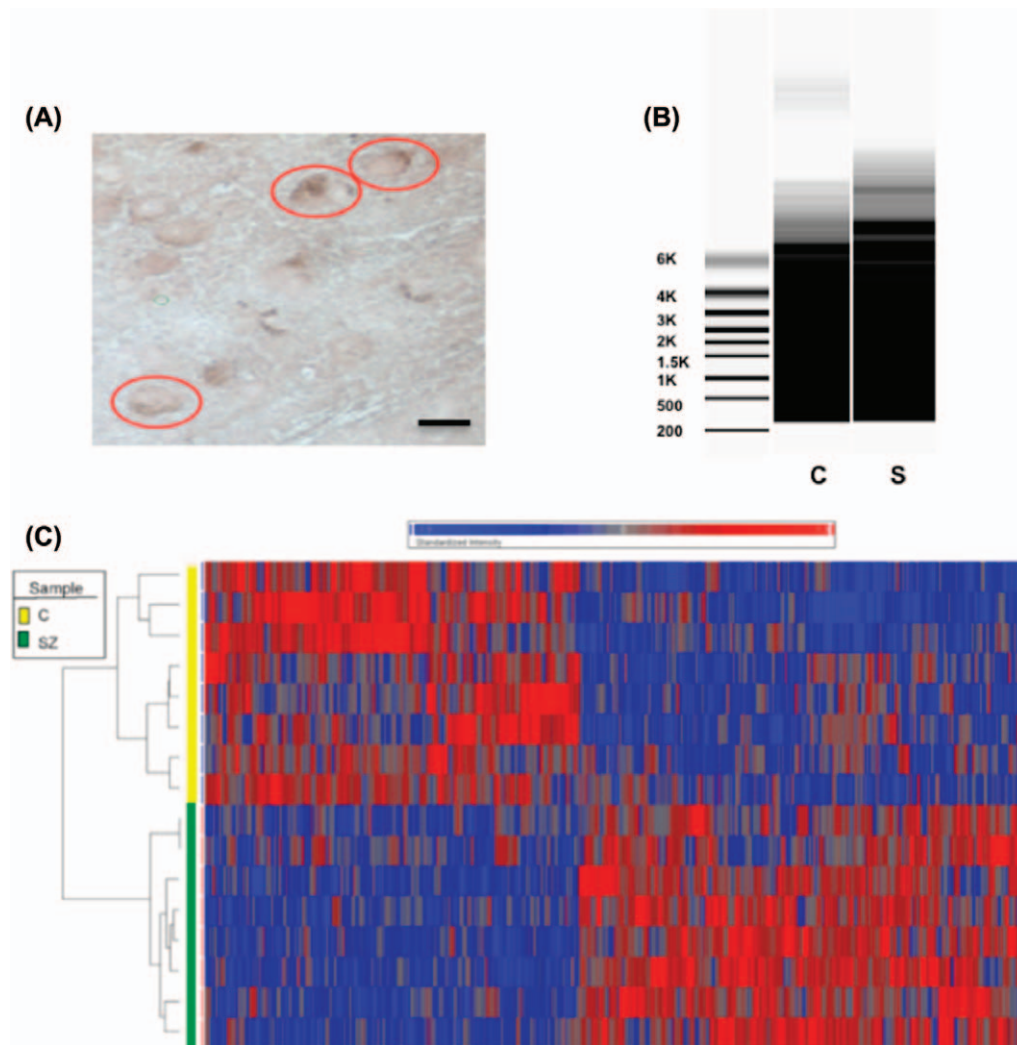 (A)
(B)
6K
4K
3K
2K
1.5K
1K
500
200
C
S
(C)
Standardized Intensity
Sample
C
SZ